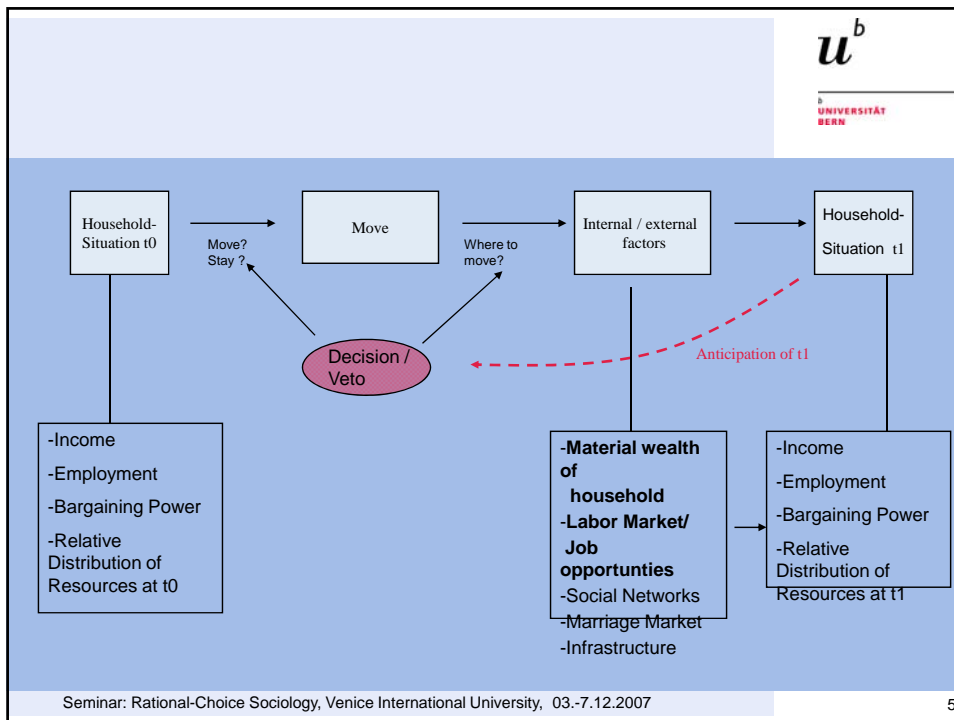 u b
b
UNIVERSITÄT
BERN
Household-
Situation t0
Move?
Stay ?
Move
Where to
move?
Internal / external
factors
Household-
Situation t1
Decision /
Veto
Anticipation of t1
-Income
-Employment
-Bargaining Power
-Relative
Distribution of
Resources at t0
-Material wealth
of
household
-Labor Market/
Job
opportunties
-Social Networks
-Marriage Market
-Infrastructure
-Income
-Employment
-Bargaining Power
-Relative
Distribution of
Resources at t1
Seminar: Rational-Choice Sociology, Venice International University, 03.-7.12.2007
5